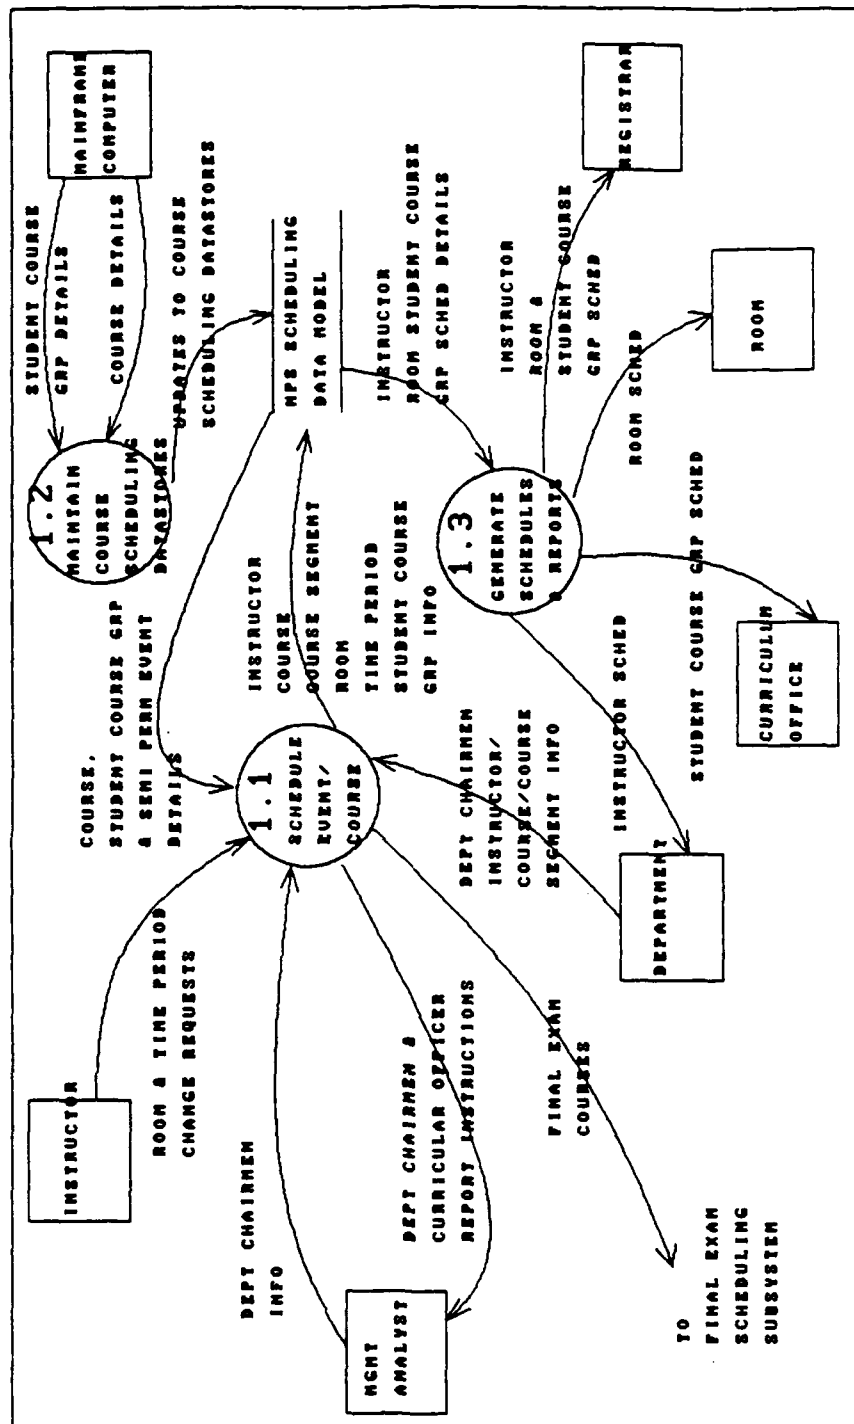 INSTRUCTOR
ROOM & TIME PERIOD
CHANGE REQUESTS
COURSE,
STUDENT COURSE GRP
& SEMI PERM EVENT
DETAILS
1.2
MAINTAIN
COURSE
SCHEDULING
DATASTORES
STUDENT COURSE
GRP DETAILS
COURSE DETAILS
MAINFRAME
COMPUTER
UPDATES TO COURSE
SCHEDULING DATASTORES
DEPT CHAIRMEN
INFO
1.1
SCHEDULE
EVENT/
COURSE
INSTRUCTOR
COURSE
COURSE SEGMENT
ROOM
TIME PERIOD
STUDENT COURSE
GRP INFO
NPS SCHEDULING
DATA MODEL
INSTRUCTOR
ROOM STUDENT COURSE
GRP SCHED DETAILS
MGMT
ANALYST
DEPT CHAIRMEN &
CURRICULAR OFFICER
REPORT INSTRUCTIONS
DEPT CHAIRMEN
INSTRUCTOR/
COURSE/COURSE
SEGMENT INFO
1.3
GENERATE
SCHEDULES
& REPORTS
INSTRUCTOR
ROOM &
STUDENT COURSE
GRP SCHED
REGISTRAR
FINAL EXAM
COURSES
DEPARTMENT
INSTRUCTOR SCHED
ROOM SCHED
ROOM
STUDENT COURSE GRP SCHED
CURRICULUM
OFFICE
TO
FINAL EXAM
SCHEDULING
SUBSYSTEM